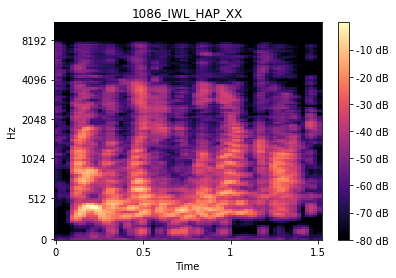 1086_IWL_HAP_XX
8192
4096
2048
1024
512
0
Hz
0
0.5
1
1.5
Time
-10 dB
-20 dB
-30 dB
-40 dB
-50 dB
-60 dB
-70 dB
-80 dB